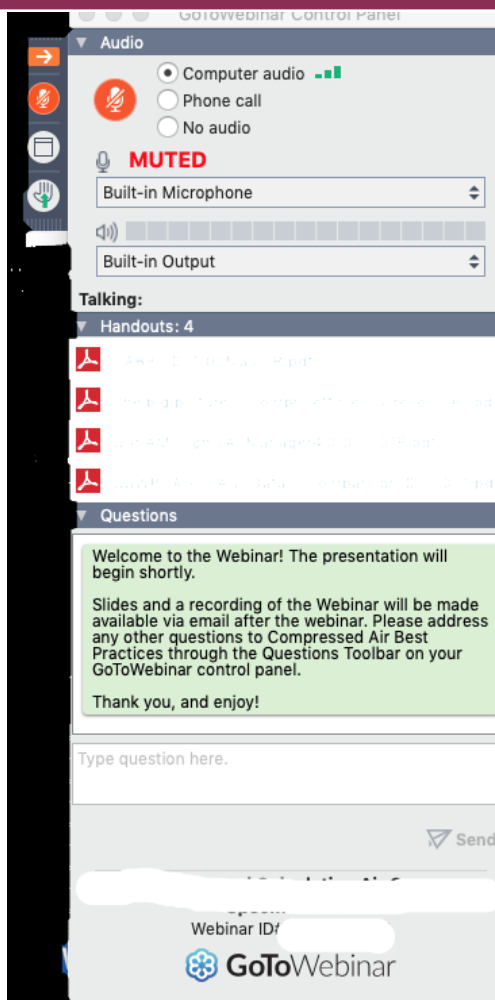 GoToWebinar Control Panel
Audio
Computer audio
Phone call
No audio
MUTED
Built-in Microphone
Built-in Output
Talking:
Handouts: 4
Questions
Welcome to the Webinar! The presentation will
begin shortly.
Slides and a recording of the Webinar will be made
available via email after the webinar. Please address
any other questions to Compressed Air Best
Practices through the Questions Toolbar on your
GoToWebinar control panel.
Thank you, and enjoy!
Type question here.
Send
Webinar ID
GoToWebinar